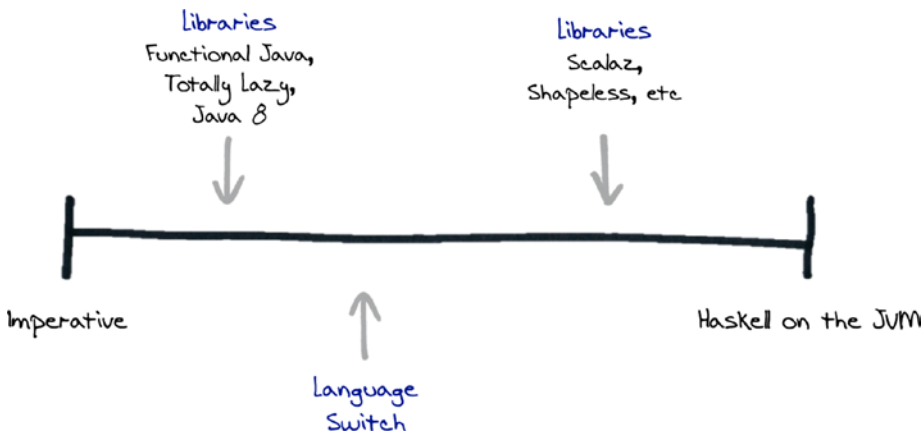 Libraries
Functional Java,
Totally Lazy,
Java 8
Libraries
Scalaz,
Shapeless, etc
Imperative
Haskell on the JVM
Language
Switch